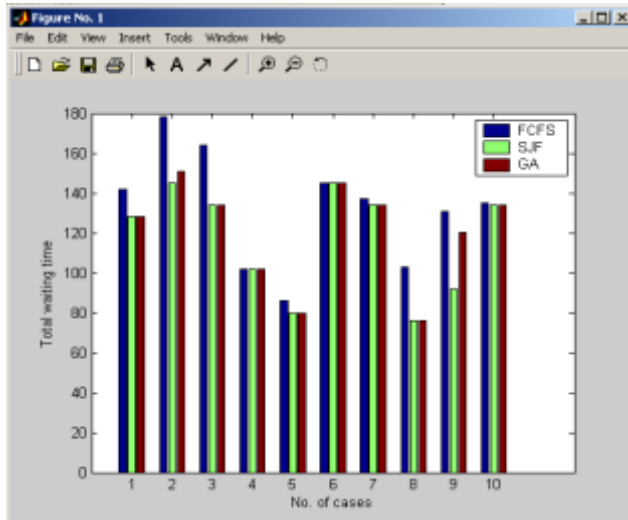 Figure No. 1
File Edit View Insert Tools Window Help
A
FCFS
SJF
GA
180
160
140
120
100
80
60
40
20
0
Total waiting time
1 2 3 4 5 6 7 8 9 10
No. of cases